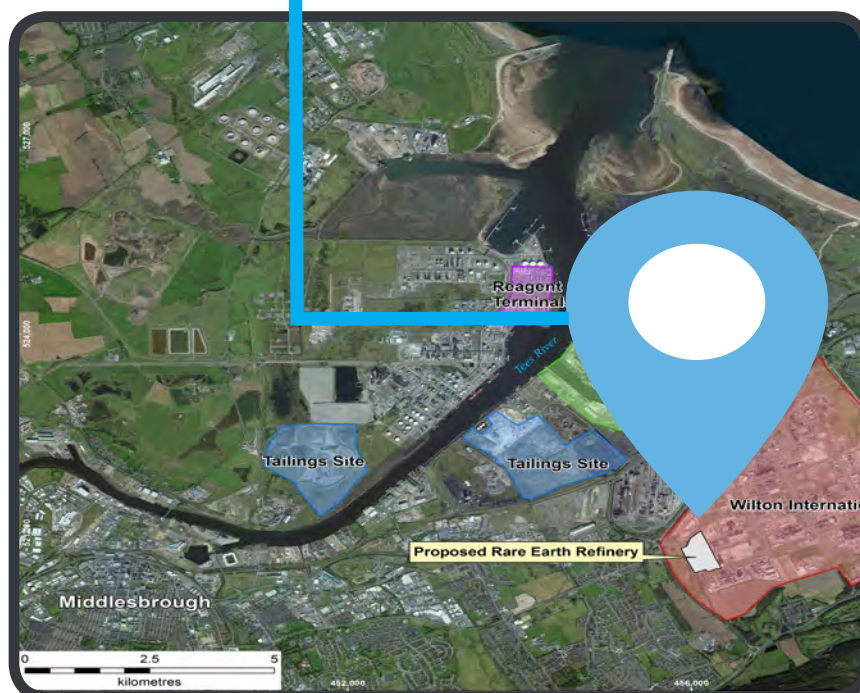 527,000
Reagent
Terminal
524,000
Tees River
Tailings Site
Tailings Site
Wilton Internatio
Proposed Rare Earth Refinery
Middlesbrough
0 2.5 5
kilometres
452,000
456,000